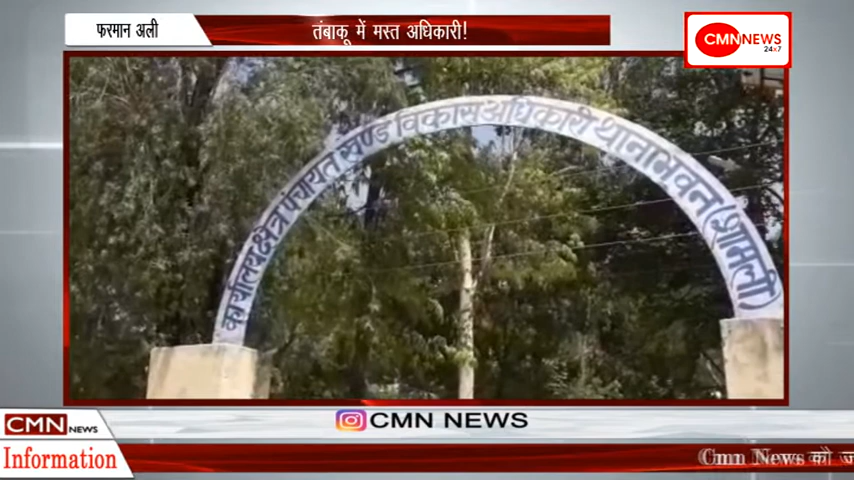 फरमान अली
तंबाकू में मस्त अधिकारी!
CMN NEWS
24x7
कार्यालय क्षेत्र पंचायत खण्ड विकास अधिकारी थानाभवन (शामली)
CMN NEWS
CMN NEWS
Information
Cmn News को